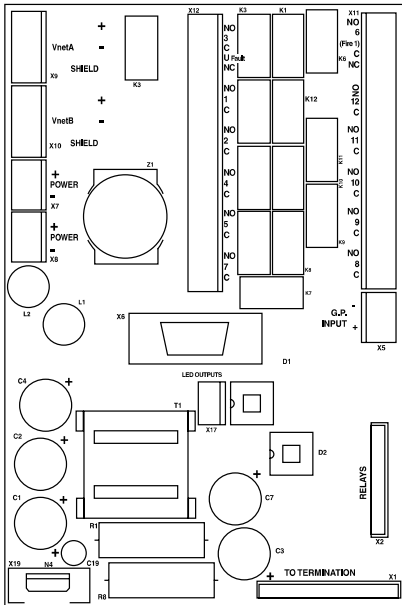 VnetA
+
-
SHIELD
X9
VnetB
+
-
SHIELD
X10
+
POWER
-
X7
+
POWER
-
X8
L2
L1
K3
Z1
X12
NO
3
C
U Fault
NC
NO
1
C
NO
2
C
NO
4
C
NO
5
C
NO
7
C
K3
K1
K6
K12
K11
K10
K9
K8
K7
X11
NO
6
(Fire 1)
C
NC
NO
12
C
NO
11
C
NO
10
C
NO
9
C
NO
8
C
-
G.P.
INPUT
+
X5
X6
D1
LED OUTPUTS
X17
C4
+
C2
+
C1
+
T1
D2
+
C7
R1
C3
+
+
C19
X19
N4
R8
RELAYS
X2
TO TERMINATION
X1